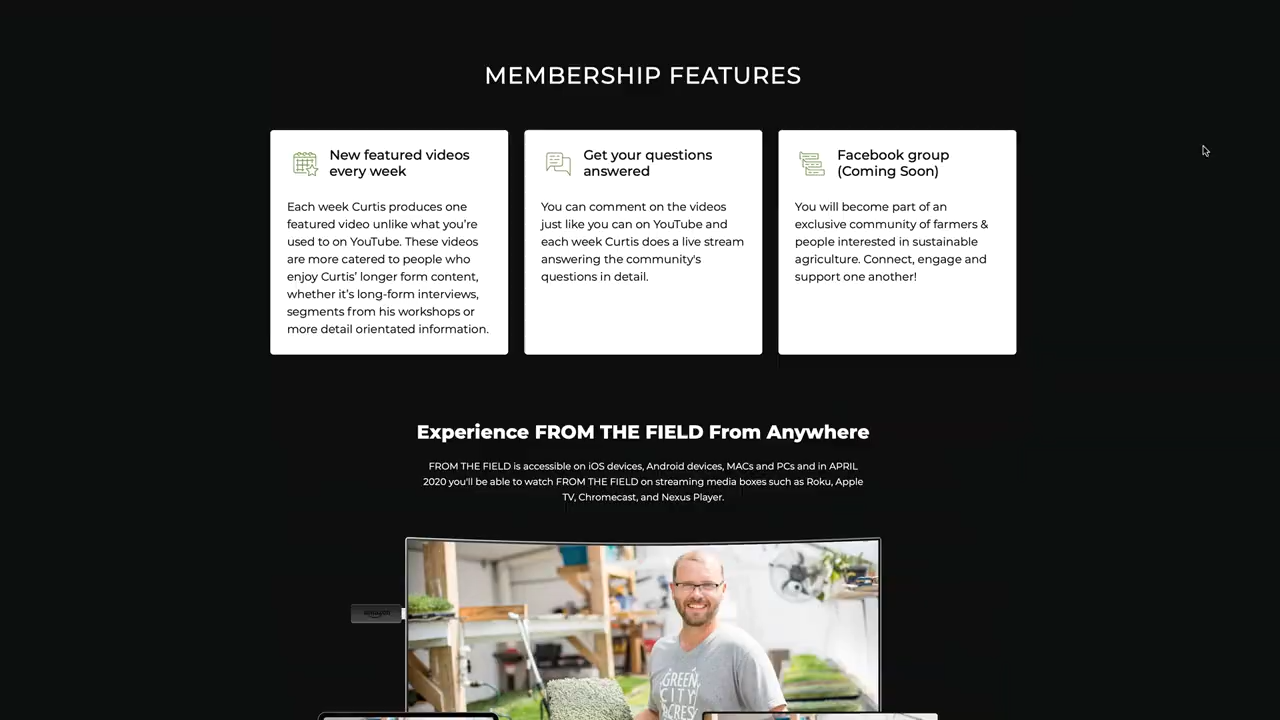 MEMBERSHIP FEATURES
New featured videos
every week
Each week Curtis produces one
featured video unlike what you're
used to on YouTube. These videos
are more catered to people who
enjoy Curtis' longer form content,
whether it's long-form interviews,
segments from his workshops or
more detail orientated information.
Get your questions
answered
You can comment on the videos
just like you can on YouTube and
each week Curtis does a live stream
answering the community's
questions in detail.
Facebook group
(Coming Soon)
You will become part of an
exclusive community of farmers &
people interested in sustainable
agriculture. Connect, engage and
support one another!
Experience FROM THE FIELD From Anywhere
FROM THE FIELD is accessible on iOS devices, Android devices, MACs and PCs and in APRIL
2020 you'll be able to watch FROM THE FIELD on streaming media boxes such as Roku, Apple
TV, Chromecast, and Nexus Player.
amazon
GREEN
CITY
ACRES